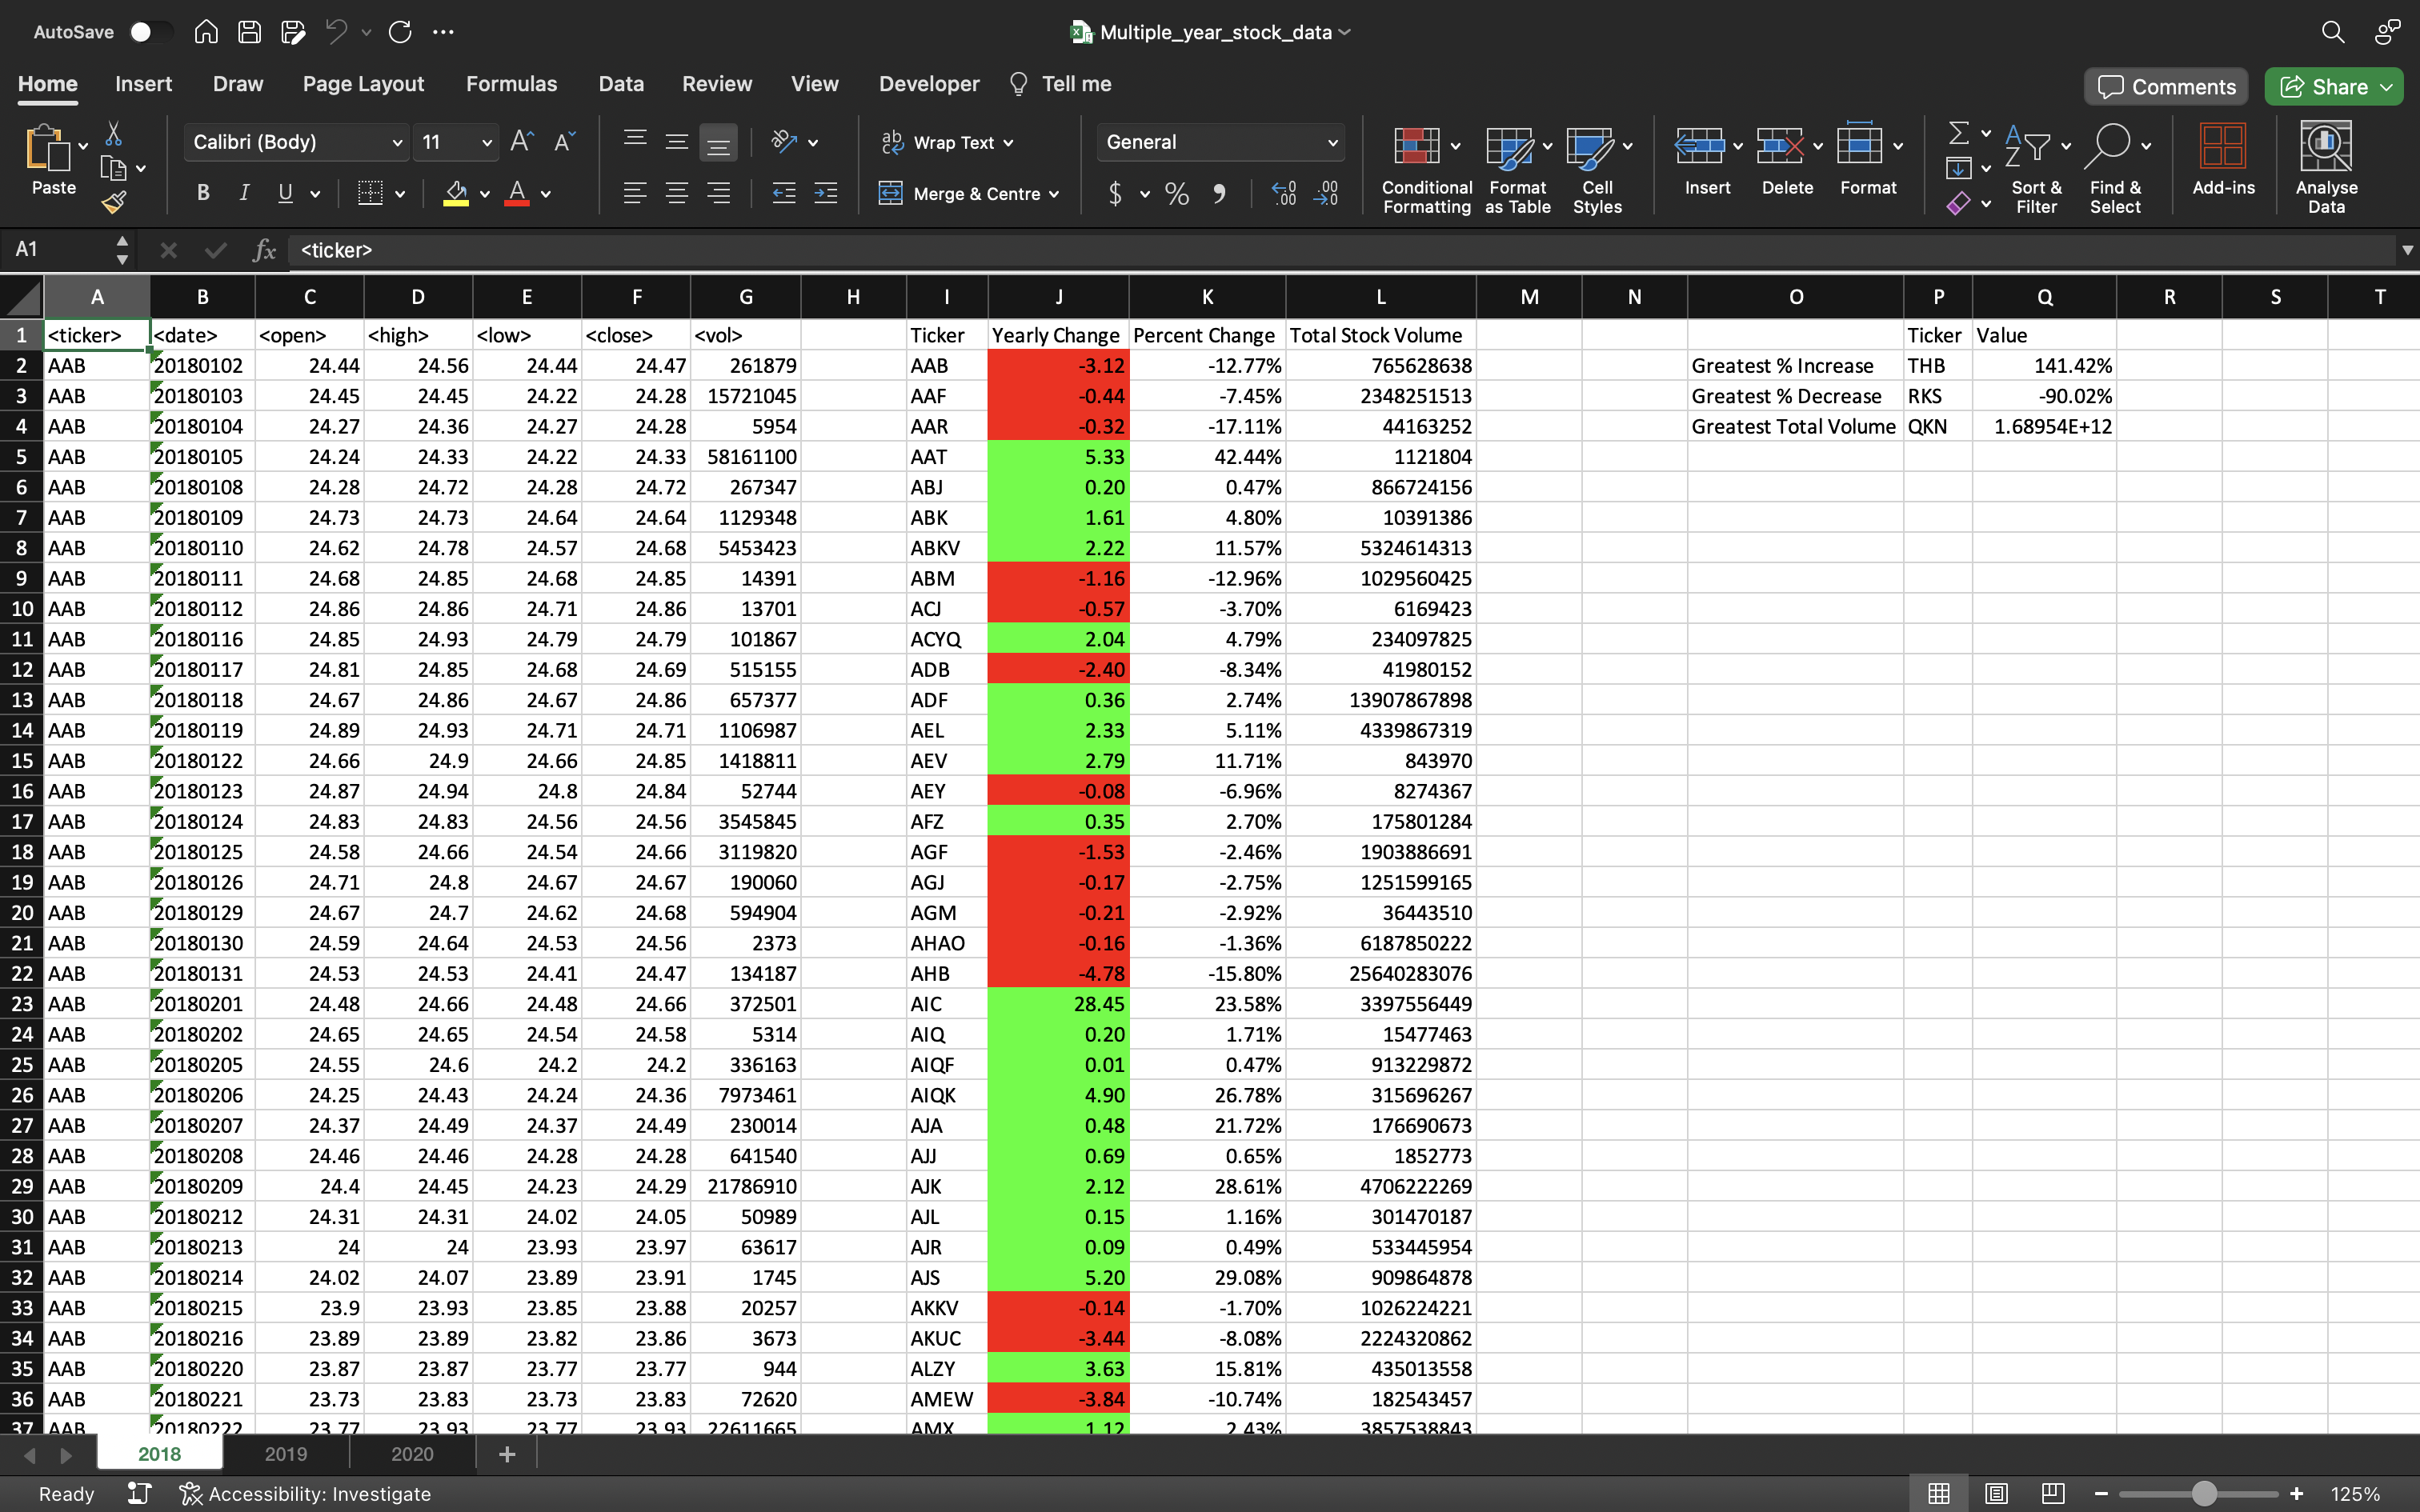 AutoSave Multiple_year_stock_data
Home Insert Draw Page Layout Formulas Data Review View Developer Tell me Comments Share
Paste Calibri (Body) 11 Wrap Text General Conditional Formatting Format as Table Cell Styles Insert Delete Format Sort & Filter Find & Select Add-ins Analyse Data
B I U A Merge & Centre $ % 9
A1 fx <ticker>
A B C D E F G H I J K L M N O P Q R S T
1 <ticker> <date> <open> <high> <low> <close> <vol> Ticker Yearly Change Percent Change Total Stock Volume Ticker Value
2 AAB 20180102 24.44 24.56 24.44 24.47 261879 AAB -3.12 -12.77% 765628638 Greatest % Increase THB 141.42%
3 AAB 20180103 24.45 24.45 24.22 24.28 15721045 AAF -0.44 -7.45% 2348251513 Greatest % Decrease RKS -90.02%
4 AAB 20180104 24.27 24.36 24.27 24.28 5954 AAR -0.32 -17.11% 44163252 Greatest Total Volume QKN 1.68954E+12
5 AAB 20180105 24.24 24.33 24.22 24.33 58161100 AAT 5.33 42.44% 1121804
6 AAB 20180108 24.28 24.72 24.28 24.72 267347 ABJ 0.20 0.47% 866724156
7 AAB 20180109 24.73 24.73 24.64 24.64 1129348 ABK 1.61 4.80% 10391386
8 AAB 20180110 24.62 24.78 24.57 24.68 5453423 ABKV 2.22 11.57% 5324614313
9 AAB 20180111 24.68 24.85 24.68 24.85 14391 ABM -1.16 -12.96% 1029560425
10 AAB 20180112 24.86 24.86 24.71 24.86 13701 ACJ -0.57 -3.70% 6169423
11 AAB 20180116 24.85 24.93 24.79 24.79 101867 ACYQ 2.04 4.79% 234097825
12 AAB 20180117 24.81 24.85 24.68 24.69 515155 ADB -2.40 -8.34% 41980152
13 AAB 20180118 24.67 24.86 24.67 24.86 657377 ADF 0.36 2.74% 13907867898
14 AAB 20180119 24.89 24.93 24.71 24.71 1106987 AEL 2.33 5.11% 4339867319
15 AAB 20180122 24.66 24.9 24.66 24.85 1418811 AEV 2.79 11.71% 843970
16 AAB 20180123 24.87 24.94 24.8 24.84 52744 AEY -0.08 -6.96% 8274367
17 AAB 20180124 24.83 24.83 24.56 24.56 3545845 AFZ 0.35 2.70% 175801284
18 AAB 20180125 24.58 24.66 24.54 24.66 3119820 AGF -1.53 -2.46% 1903886691
19 AAB 20180126 24.71 24.8 24.67 24.67 190060 AGJ -0.17 -2.75% 1251599165
20 AAB 20180129 24.67 24.7 24.62 24.68 594904 AGM -0.21 -2.92% 36443510
21 AAB 20180130 24.59 24.64 24.53 24.56 2373 AHAO -0.16 -1.36% 6187850222
22 AAB 20180131 24.53 24.53 24.41 24.47 134187 AHB -4.78 -15.80% 25640283076
23 AAB 20180201 24.48 24.66 24.48 24.66 372501 AIC 28.45 23.58% 3397556449
24 AAB 20180202 24.65 24.65 24.54 24.58 5314 AIQ 0.20 1.71% 15477463
25 AAB 20180205 24.55 24.6 24.2 24.2 336163 AIQF 0.01 0.47% 913229872
26 AAB 20180206 24.25 24.43 24.24 24.36 7973461 AIQK 4.90 26.78% 315696267
27 AAB 20180207 24.37 24.49 24.37 24.49 230014 AJA 0.48 21.72% 176690673
28 AAB 20180208 24.46 24.46 24.28 24.28 641540 AJJ 0.69 0.65% 1852773
29 AAB 20180209 24.4 24.45 24.23 24.29 21786910 AJK 2.12 28.61% 4706222269
30 AAB 20180212 24.31 24.31 24.02 24.05 50989 AJL 0.15 1.16% 301470187
31 AAB 20180213 24 24 23.93 23.97 63617 AJR 0.09 0.49% 533445954
32 AAB 20180214 24.02 24.07 23.89 23.91 1745 AJS 5.20 29.08% 909864878
33 AAB 20180215 23.9 23.93 23.85 23.88 20257 AKKV -0.14 -1.70% 1026224221
34 AAB 20180216 23.89 23.89 23.82 23.86 3673 AKUC -3.44 -8.08% 2224320862
35 AAB 20180220 23.87 23.87 23.77 23.77 944 ALZY 3.63 15.81% 435013558
36 AAB 20180221 23.73 23.83 23.73 23.83 72620 AMEW -3.84 -10.74% 182543457
37 AAB 20180222 23.77 23.93 23.77 23.93 22611665 AMX 1.12 2.43% 3857538843
2018 2019 2020
Ready Accessibility: Investigate 125%